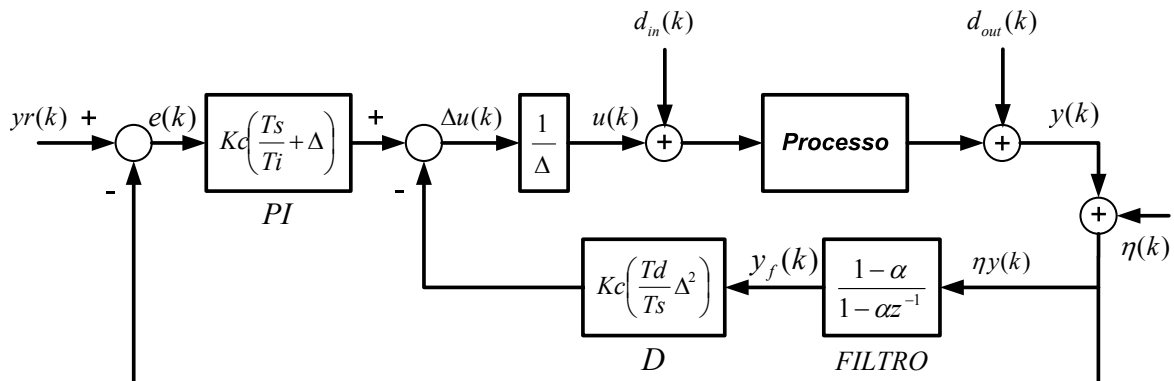 d_in(k)
d_out(k)
yr(k) + e(k) Kc(Ts/Ti + Δ) + Δu(k) 1/Δ u(k) + Processo + y(k)
-
-
PI
+ η(k)
Kc(Td/Ts Δ²) y_f(k) (1-α)/(1-αz⁻¹) ηy(k)
D
FILTRO